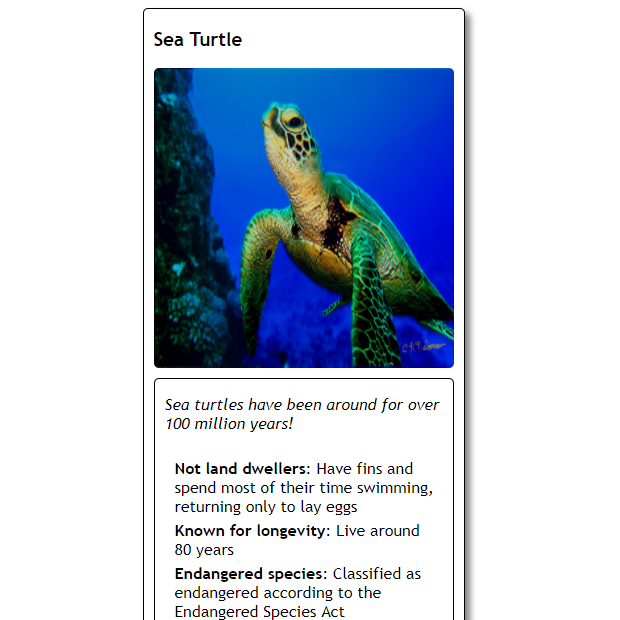 Sea Turtle
Sea turtles have been around for over
100 million years!
Not land dwellers: Have fins and
spend most of their time swimming,
returning only to lay eggs
Known for longevity: Live around
80 years
Endangered species: Classified as
endangered according to the
Endangered Species Act